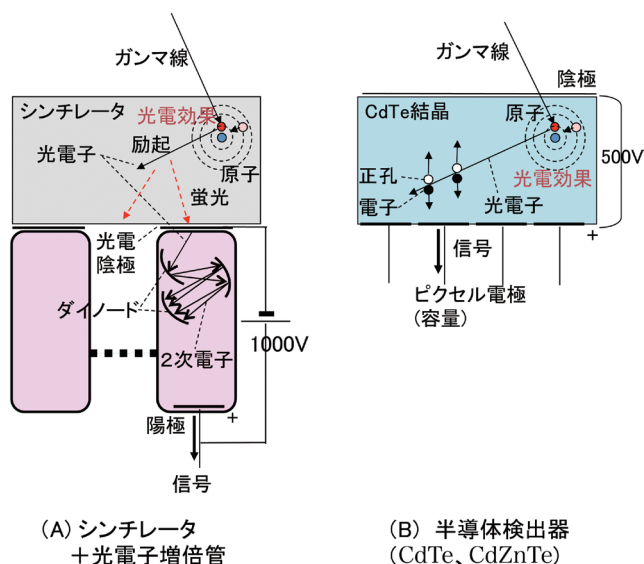 ガンマ線
シンチレータ
光電効果
励起
光電子
原子
蛍光
光電
陰極
ダイノード
1000V
2次電子
陽極
+
信号
(A) シンチレータ
+光電子増倍管
ガンマ線
陰極
CdTe結晶
原子
500V
正孔
光電効果
電子
光電子
+
信号
ピクセル電極
(容量)
(B) 半導体検出器
(CdTe、CdZnTe)